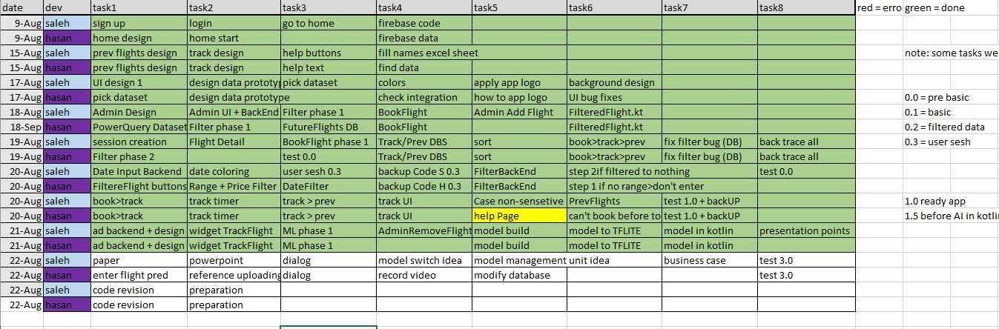 date dev task1 task2 task3 task4 task5 task6 task7 task8 red = erro green = done
9-Aug saleh sign up login go to home firebase code
9-Aug hasan home design home start firebase data
15-Aug saleh prev flights design track design help buttons fill names excel sheet note: some tasks we
15-Aug hasan prev flights design track design help text find data
17-Aug saleh UI design 1 design data prototyp pick dataset colors apply app logo background design
17-Aug hasan pick dataset design data prototype check integration how to app logo UI bug fixes 0.0 = pre basic
18-Aug saleh Admin Design Admin UI + BackEnd Filter phase 1 BookFlight Admin Add Flight FilteredFlight.kt 0.1 = basic
18-Sep hasan PowerQuery Dataset Filter phase 1 FutureFlights DB BookFlight FilteredFlight.kt 0.2 = filtered data
19-Aug saleh session creation Flight Detail BookFlight phase 1 Track/Prev DBS sort book>track>prev fix filter bug (DB) back trace all 0.3 = user sesh
19-Aug hasan Filter phase 2 test 0.0 Track/Prev DBS sort book>track>prev fix filter bug (DB) back trace all
20-Aug saleh Date Input Backend date coloring user sesh 0.3 backup Code S 0.3 FilterBackEnd step 2if filtered to nothing test 0.0
20-Aug hasan FiltereFlight buttons Range + Price Filter DateFilter backup Code H 0.3 FilterBackEnd step 1 if no range>don't enter
20-Aug saleh book>track track timer track > prev track UI Case non-sensetive PrevFlights test 1.0 + backUP 1.0 ready app
20-Aug hasan book>track track timer track > prev track UI help Page can't book before to test 1.0 + backUP 1.5 before AI in kotlin
21-Aug saleh ad backend + design widget TrackFlight ML phase 1 AdminRemoveFlight model build model to TFLITE model in kotlin presentation points
21-Aug hasan ad backend + design widget TrackFlight ML phase 1 model build model to TFLITE model in kotlin
22-Aug saleh paper powerpoint dialog model switch idea model management unit idea business case test 3.0
22-Aug hasan enter flight pred reference uploading dialog record video modify database test 3.0
22-Aug saleh code revision preparation
22-Aug hasan code revision preparation